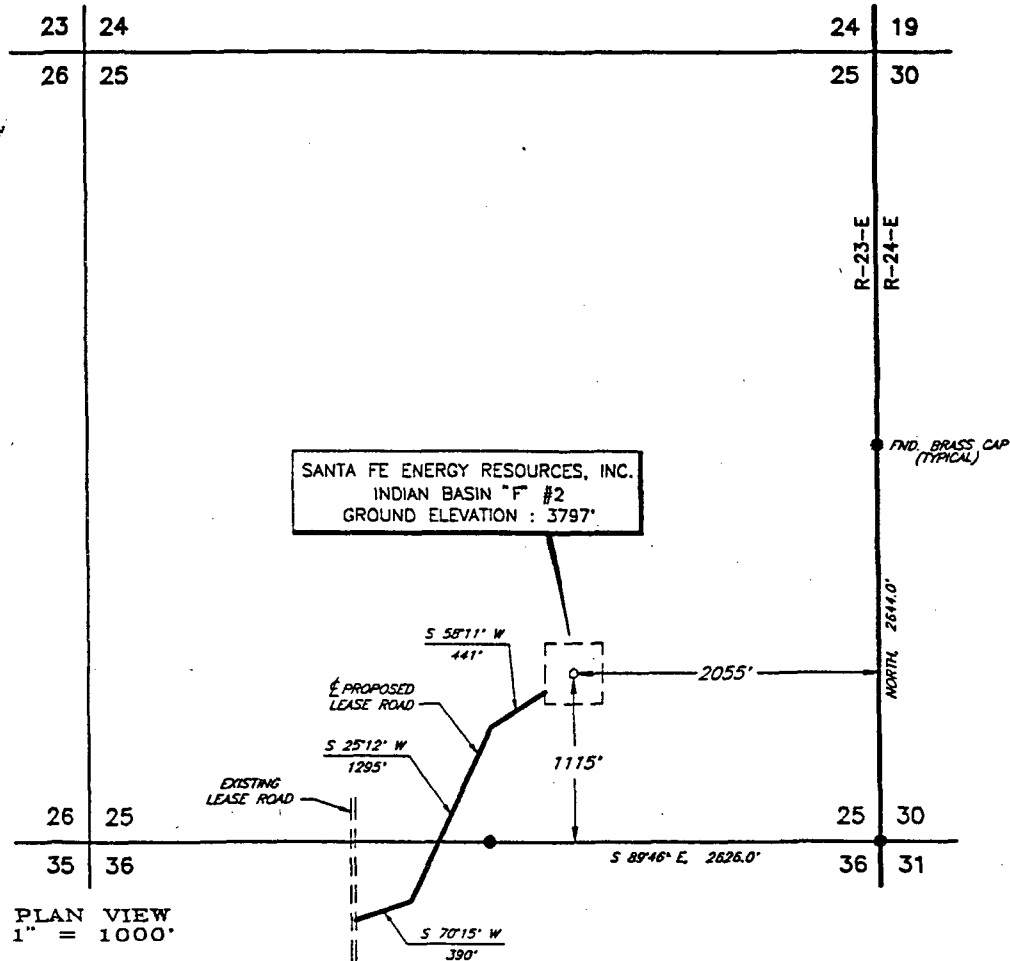 23 24
24 19
26 25
25 30
R-23-E
R-24-E
FND. BRASS CAP
(TYPICAL)
SANTA FE ENERGY RESOURCES, INC.
INDIAN BASIN "F" #2
GROUND ELEVATION : 3797'
NORTH, 2644.0'
S 58°11' W
441'
2055'
℄ PROPOSED
LEASE ROAD
S 25°12' W
1295'
1115'
EXISTING
LEASE ROAD
26 25
25 30
35 36
S 89°46' E, 2626.0'
36 31
PLAN VIEW
1" = 1000'
S 70°15' W
390'